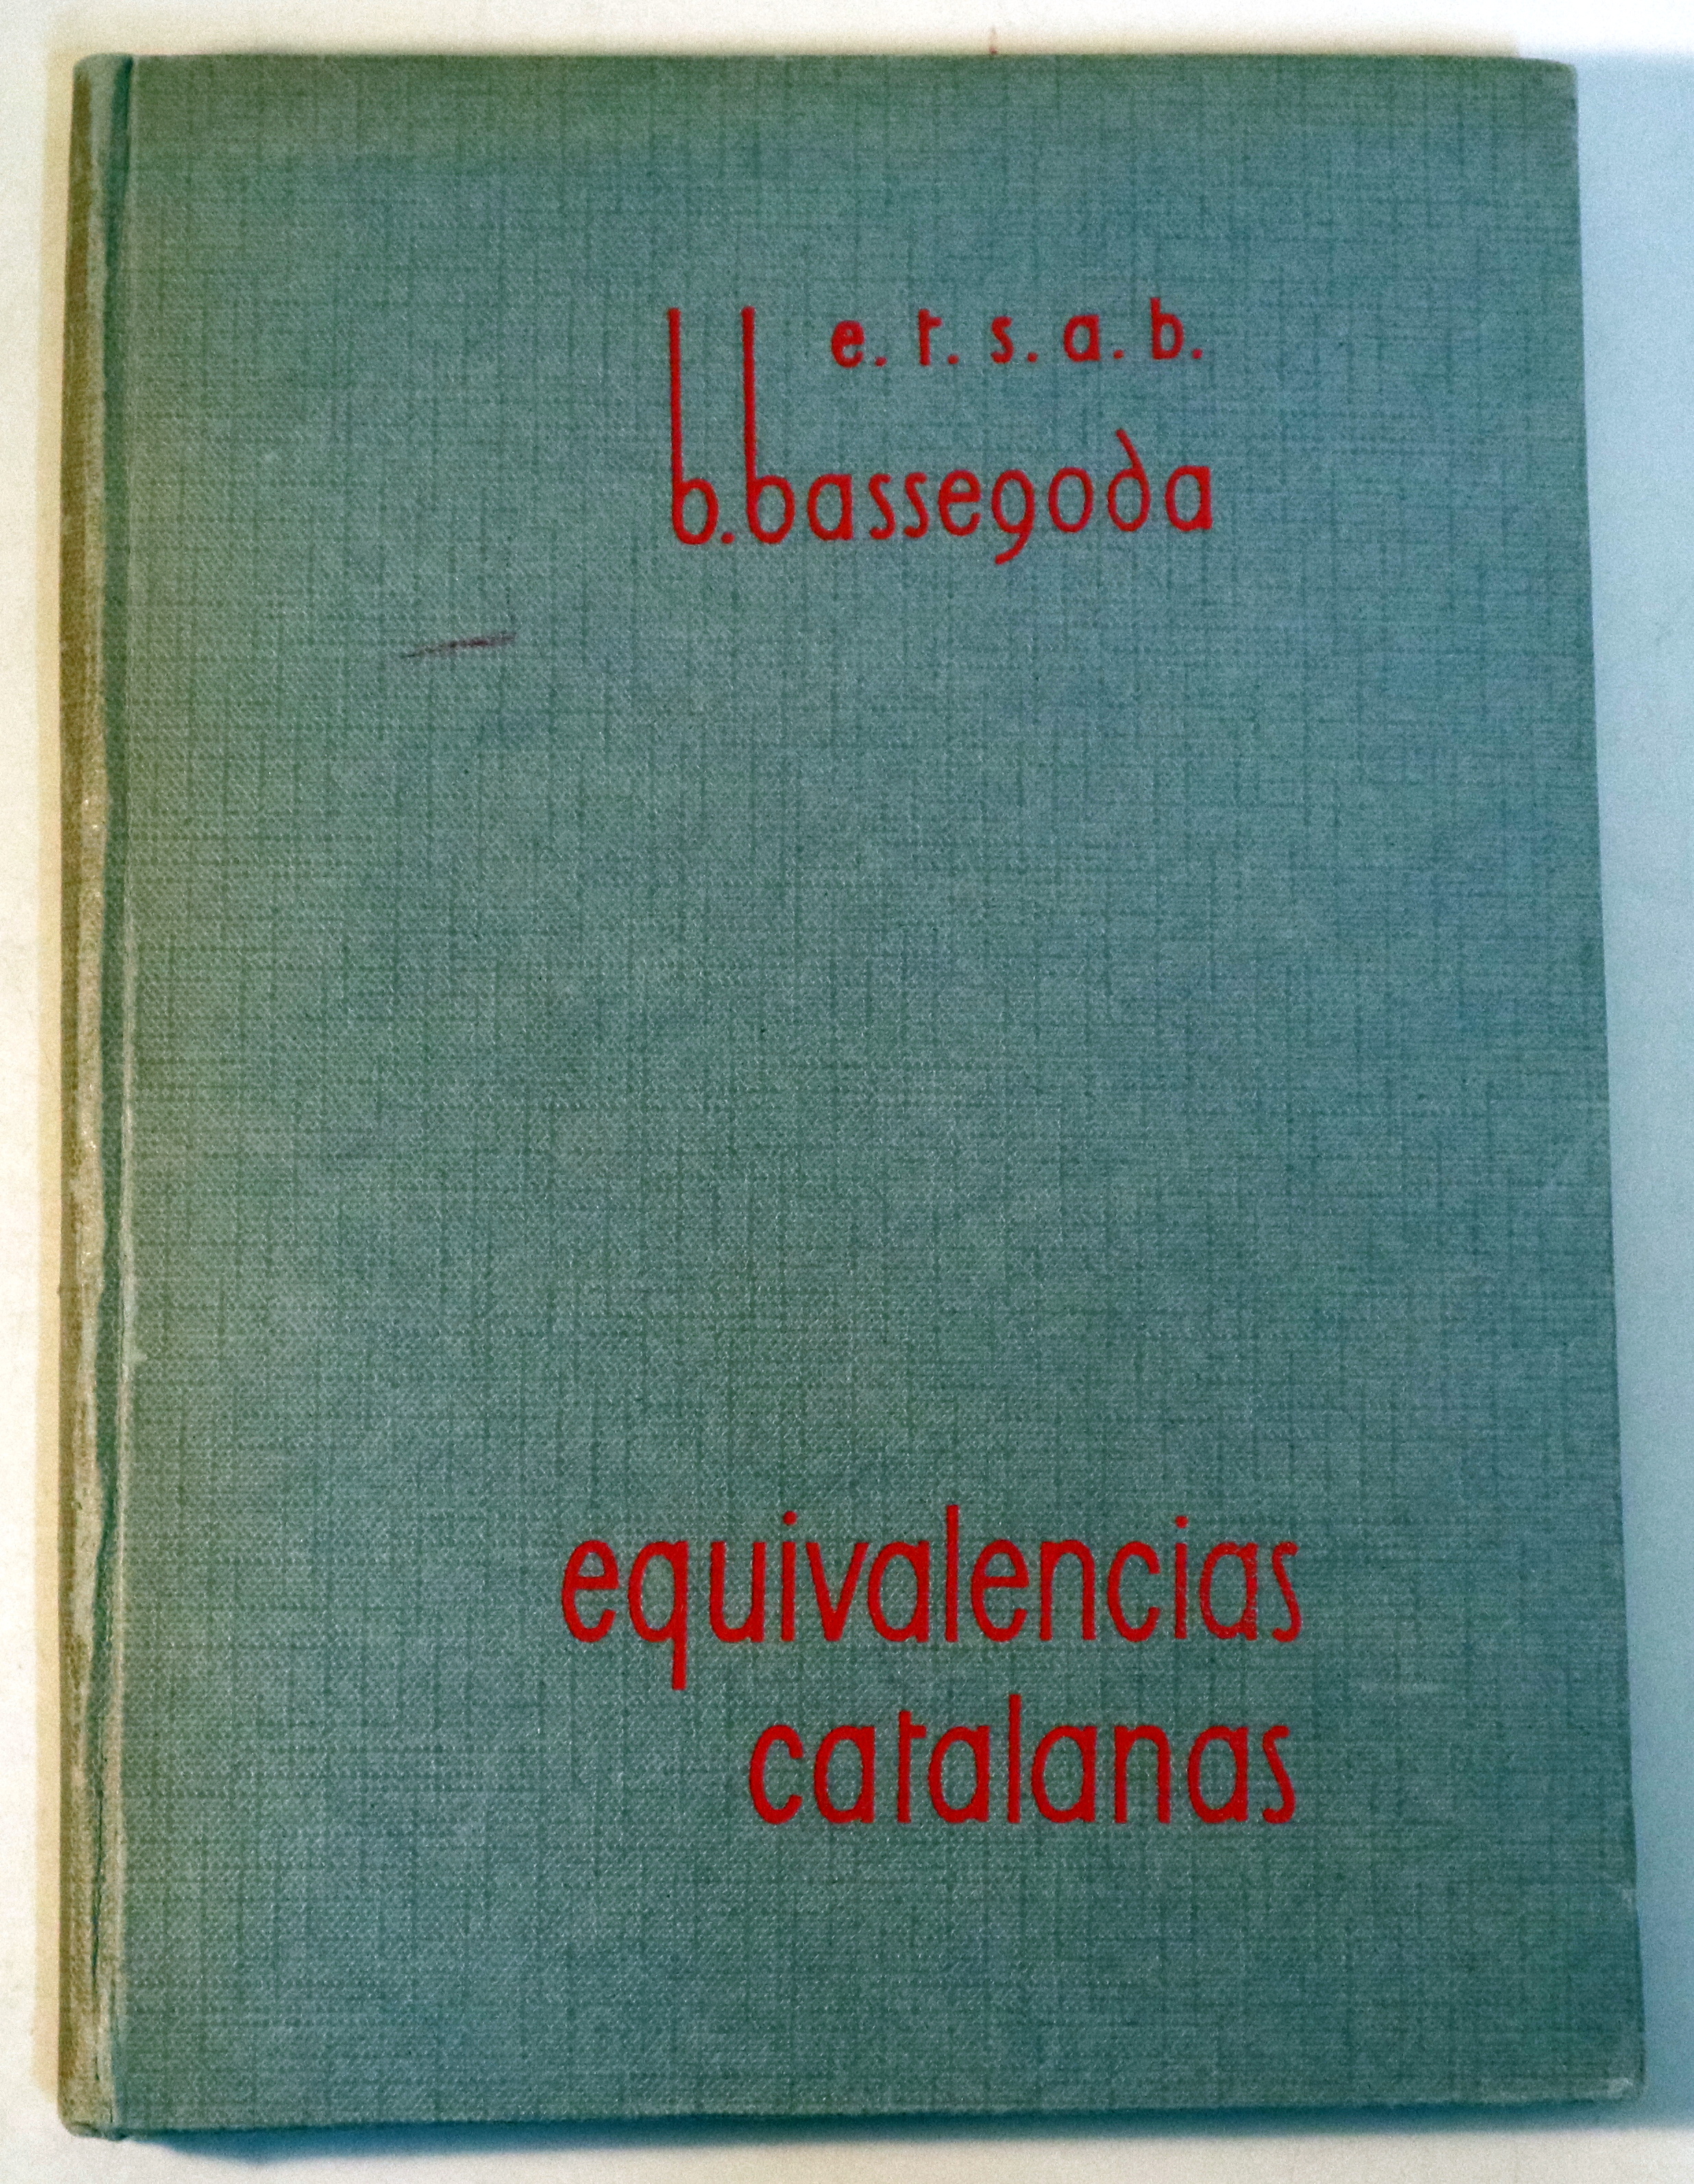 e. t. s. a. b.
b. bassegoda
equivalencias
catalanas